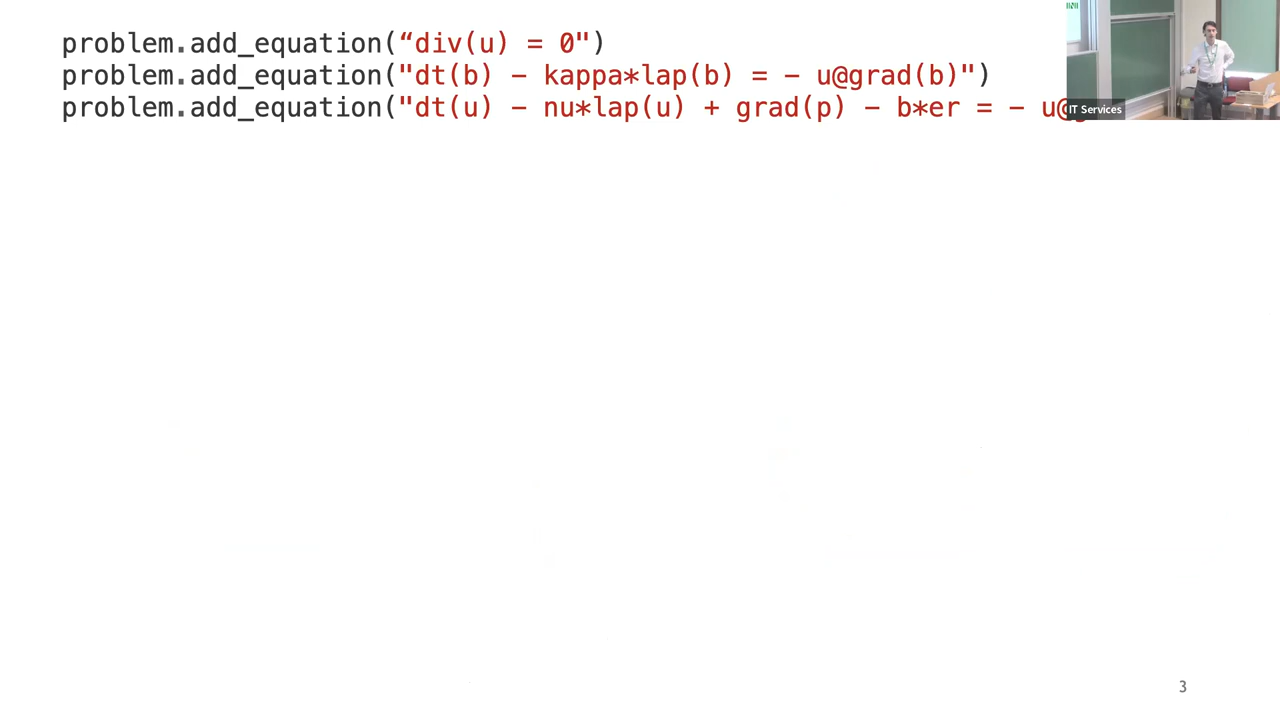 problem.add_equation(“div(u) = 0")
problem.add_equation("dt(b) − kappa*lap(b) = − u@grad(b)")
problem.add_equation("dt(u) − nu*lap(u) + grad(p) − b*er = − u@
IT Services
3